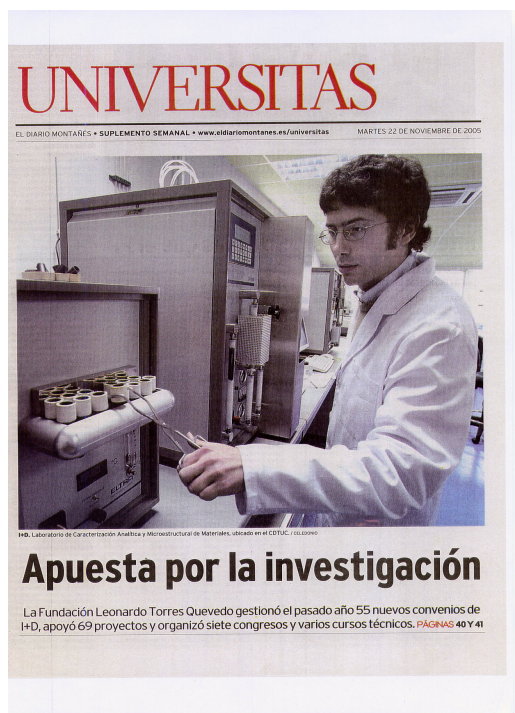 UNIVERSITAS
EL DIARIO MONTAÑÉS • SUPLEMENTO SEMANAL • www.eldiariomontanes.es/universitas MARTES 22 DE NOVIEMBRE DE 2005
ELTRA
I+D. Laboratorio de Caracterización Analítica y Microestructural de Materiales, ubicado en el CDTUC. / CELEDONIO
Apuesta por la investigación
La Fundación Leonardo Torres Quevedo gestionó el pasado año 55 nuevos convenios de
I+D, apoyó 69 proyectos y organizó siete congresos y varios cursos técnicos. PÁGINAS 40 Y 41